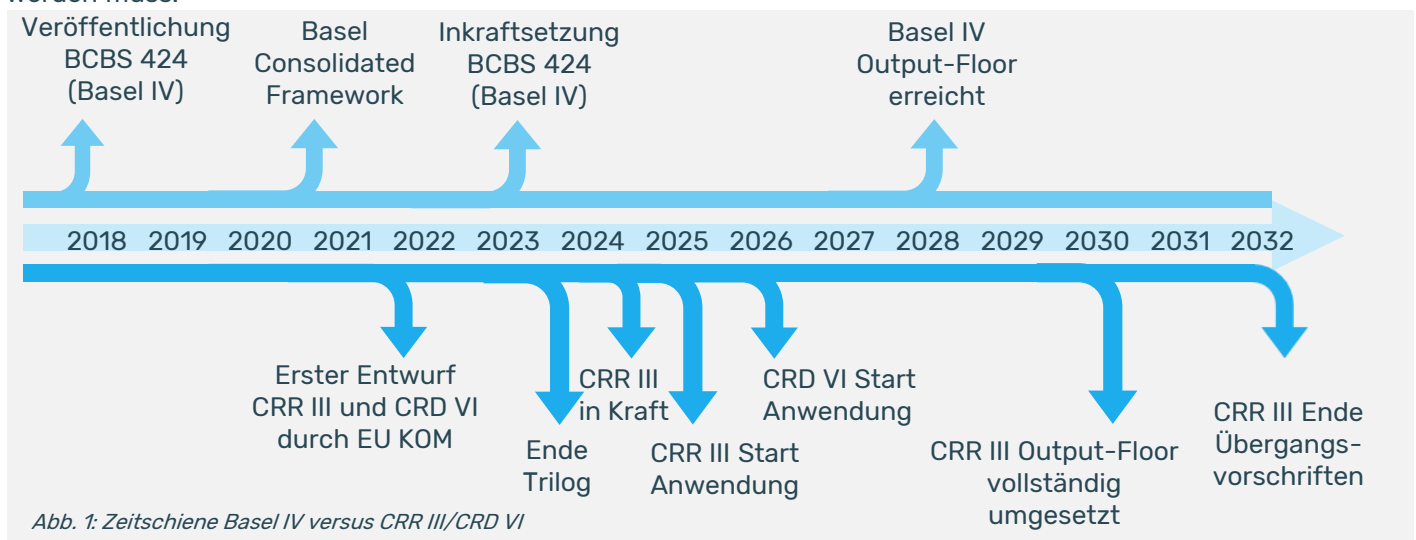 Veröffentlichung
BCBS 424
(Basel IV)
Basel
Consolidated
Framework
Inkraftsetzung
BCBS 424
(Basel IV)
Basel IV
Output-Floor
erreicht
2018 2019 2020 2021 2022 2023 2024 2025 2026 2027 2028 2029 2030 2031 2032
Erster Entwurf
CRR III und CRD VI
durch EU KOM
Ende
Trilog
CRR III
in Kraft
CRR III Start
Anwendung
CRD VI Start
Anwendung
CRR III Output-Floor
vollständig
umgesetzt
CRR III Ende
Übergangs-
vorschriften
Abb. 1: Zeitschiene Basel IV versus CRR III/CRD VI